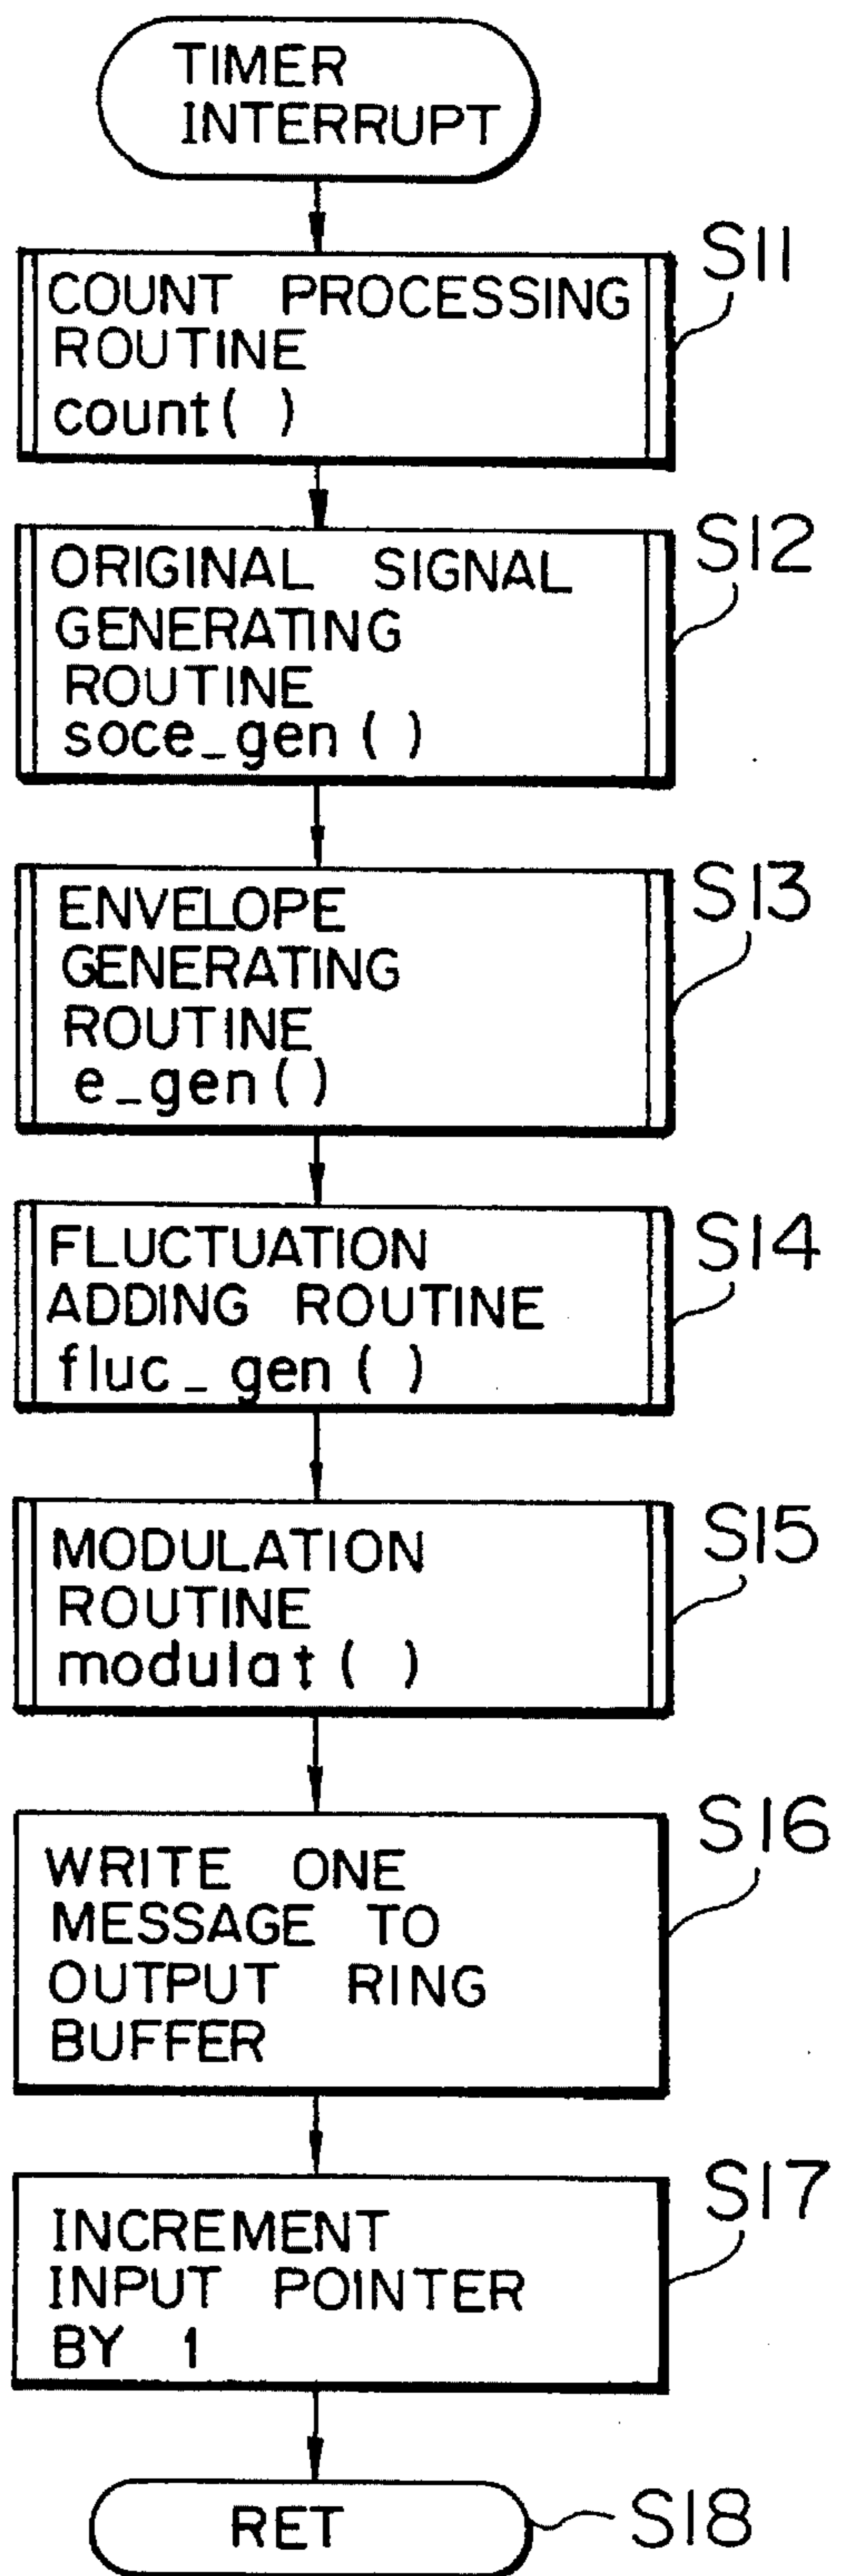 TIMER
INTERRUPT
S11
COUNT PROCESSING
ROUTINE
count( )
S12
ORIGINAL SIGNAL
GENERATING
ROUTINE
soce_gen ( )
S13
ENVELOPE
GENERATING
ROUTINE
e_gen()
S14
FLUCTUATION
ADDING ROUTINE
fluc_gen ( )
S15
MODULATION
ROUTINE
modulat ( )
S16
WRITE ONE
MESSAGE TO
OUTPUT RING
BUFFER
S17
INCREMENT
INPUT POINTER
BY 1
RET
S18